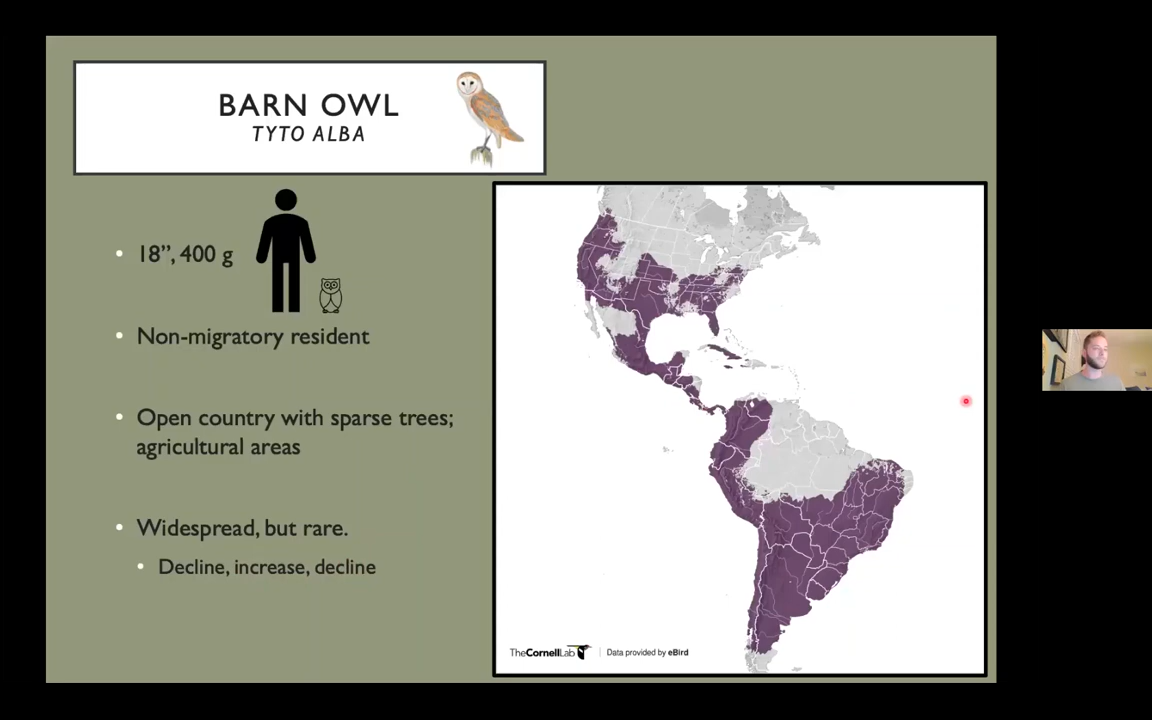 BARN OWL
TYTO ALBA
18”, 400 g
Non-migratory resident
Open country with sparse trees;
agricultural areas
Widespread, but rare.
Decline, increase, decline
TheCornellLab
Data provided by eBird